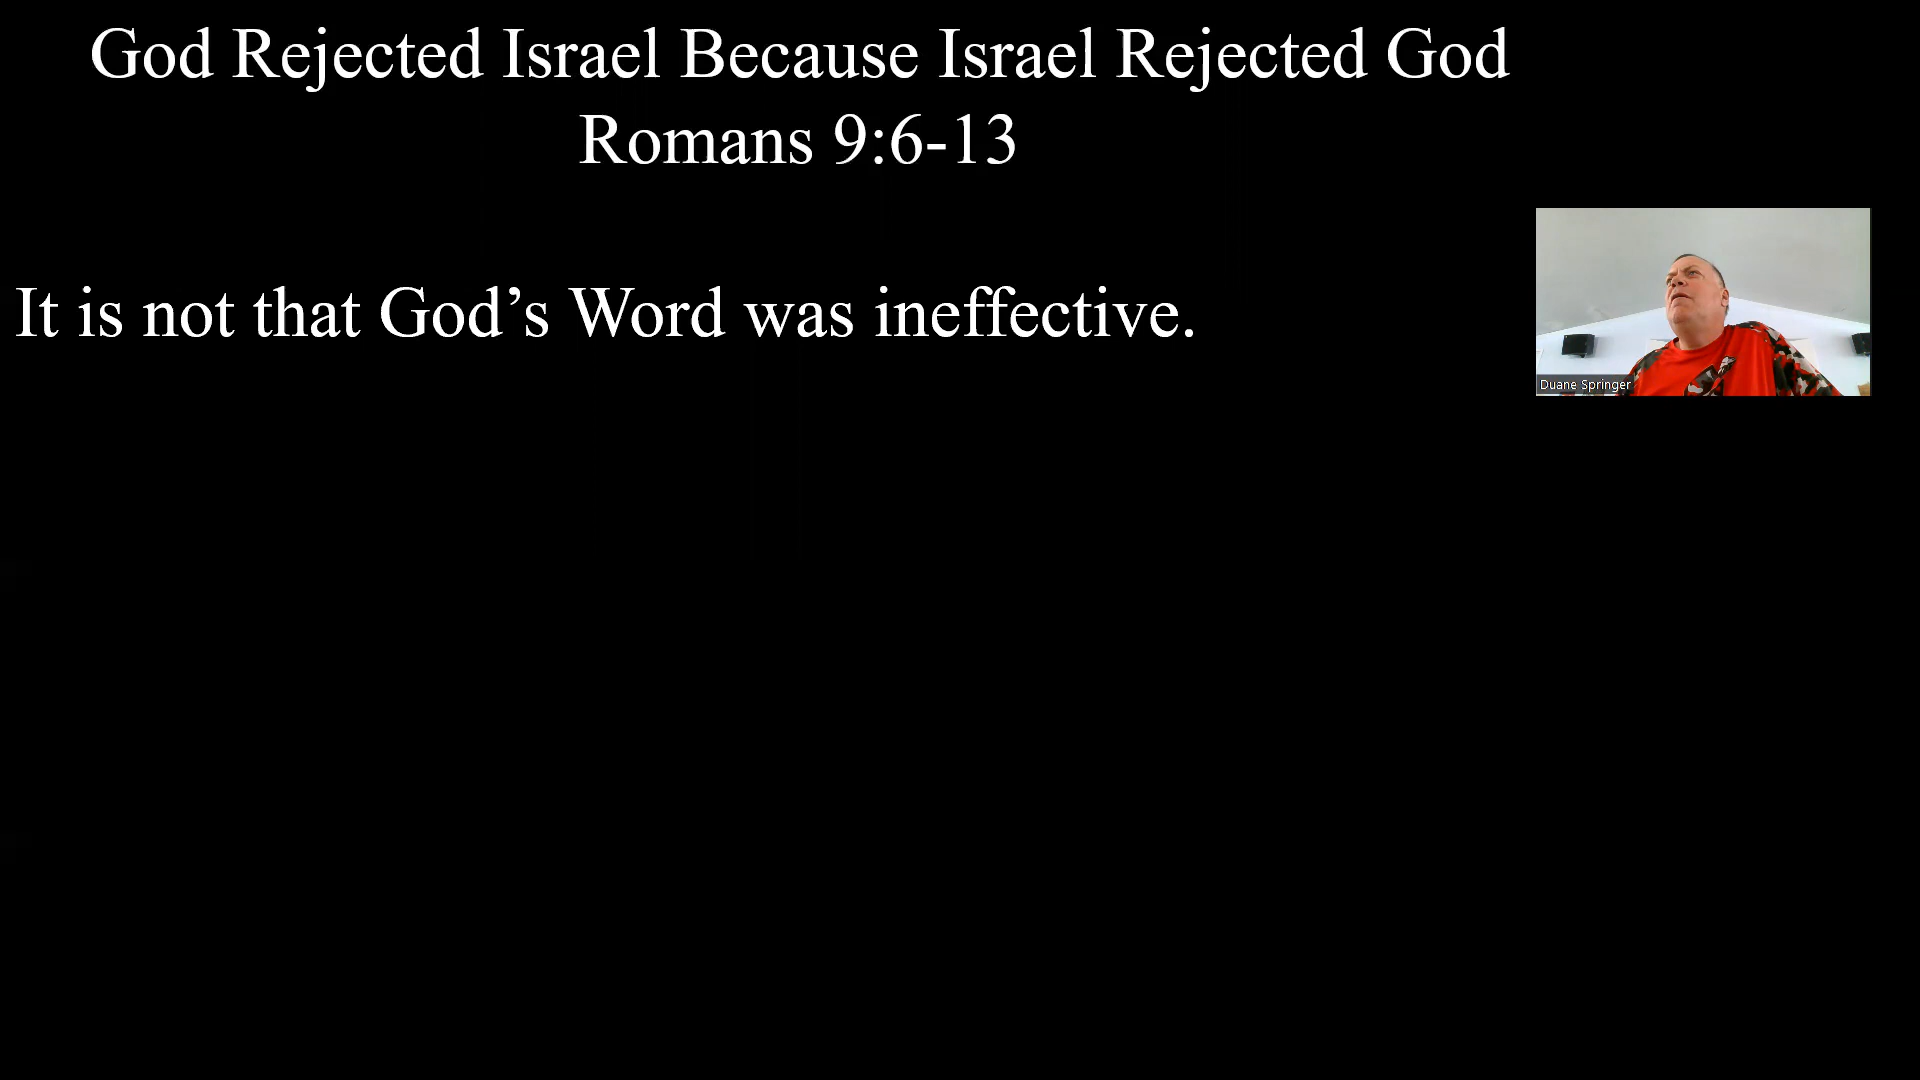 God Rejected Israel Because Israel Rejected God
Romans 9:6-13
It is not that God’s Word was ineffective.
Duane Springer